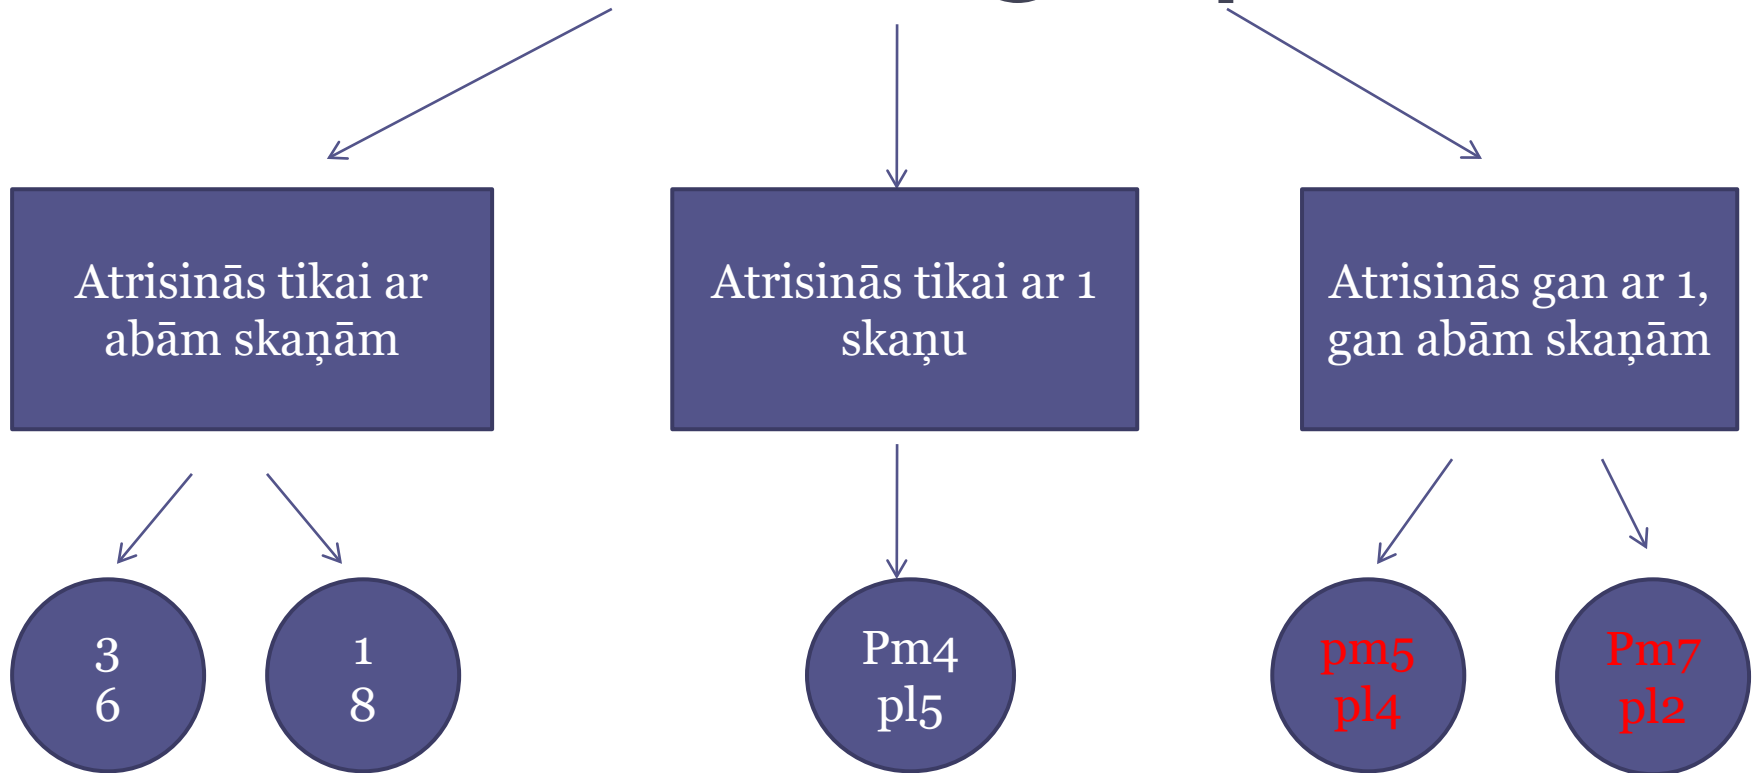 Atrisinās tikai ar
abām skaņām
Atrisinās tikai ar 1
skaņu
Atrisinās gan ar 1,
gan abām skaņām
3
6
1
8
Pm4
pl5
pm5
pl4
Pm7
pl2